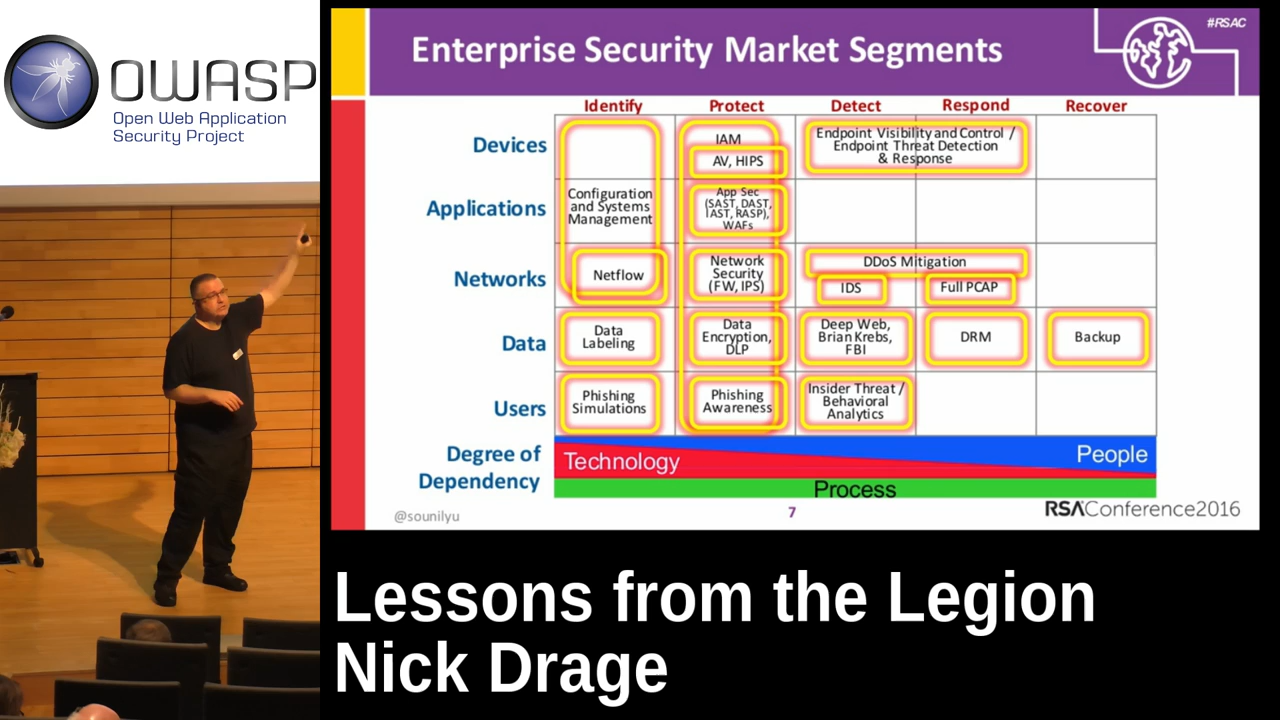 OWASP
Open Web Application
Security Project
#RSAC
Enterprise Security Market Segments
Identify Protect Detect Respond Recover
Devices
IAM
AV, HIPS
Endpoint Visibility and Control /
Endpoint Threat Detection
& Response
Applications
Configuration
and Systems
Management
App Sec
(SAST, DAST,
IAST, RASP),
WAFs
Networks
Netflow
Network
Security
(FW, IPS)
DDoS Mitigation
IDS
Full PCAP
Data
Data
Labeling
Data
Encryption,
DLP
Deep Web,
Brian Krebs,
FBI
DRM
Backup
Users
Phishing
Simulations
Phishing
Awareness
Insider Threat /
Behavioral
Analytics
Degree of
Dependency
Technology
People
Process
@sounilyu
7
RSAConference2016
Lessons from the Legion
Nick Drage